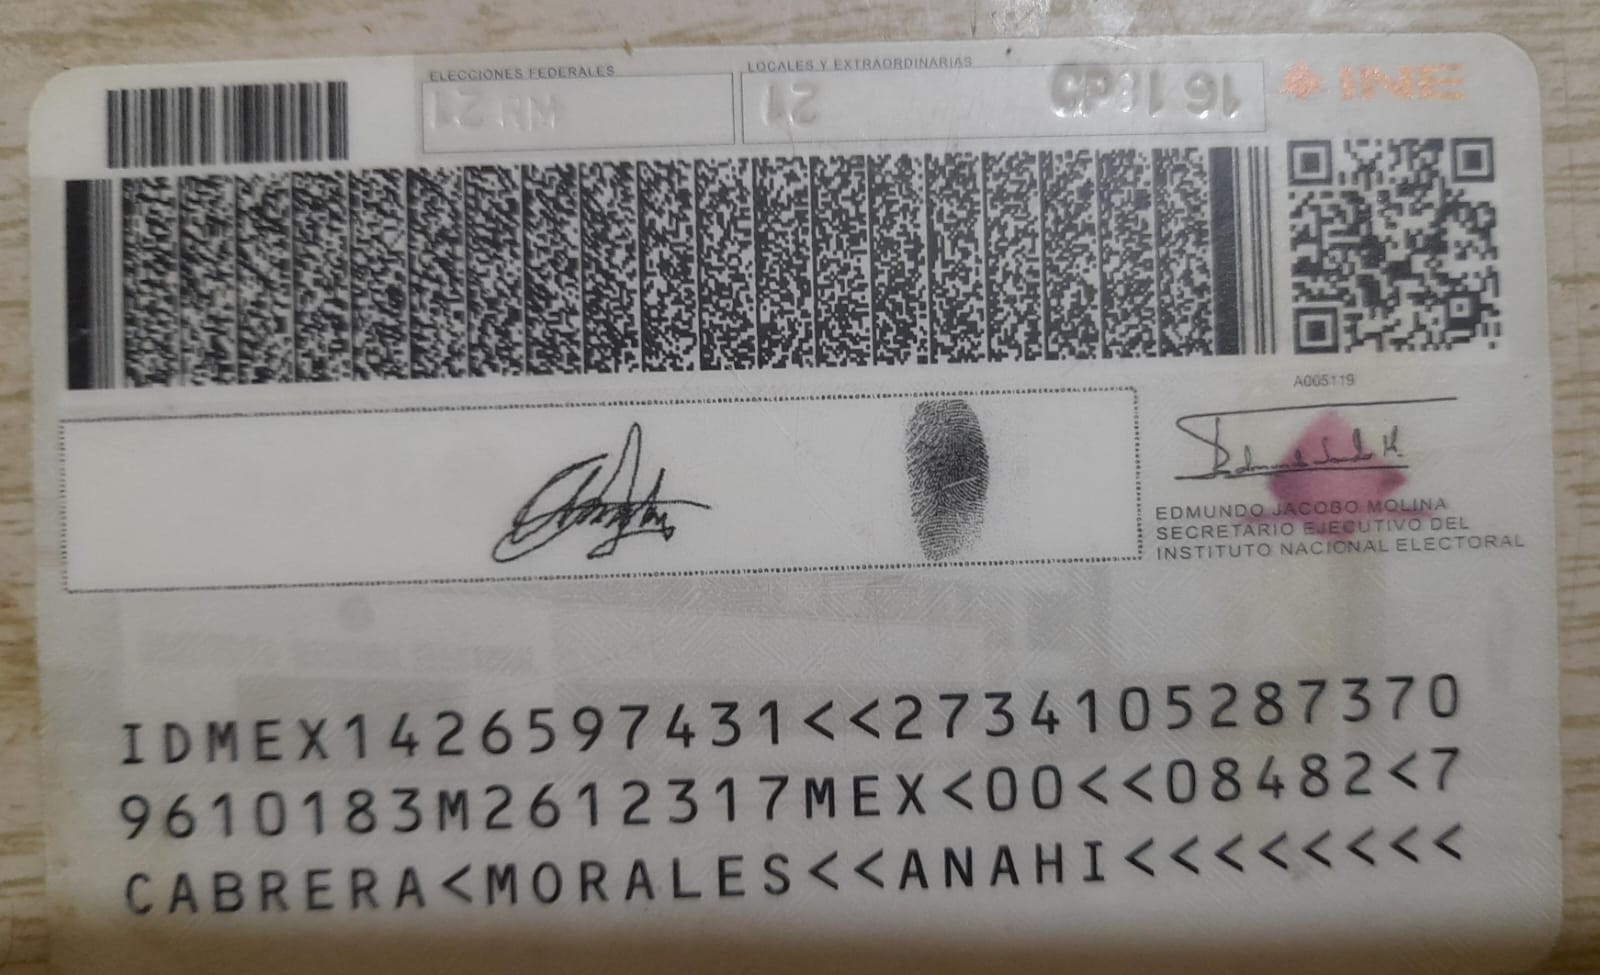 ELECCIONES FEDERALES
LOCALES Y EXTRAORDINARIAS
INE
A005119
EDMUNDO JACOBO MOLINA
SECRETARIO EJECUTIVO DEL
INSTITUTO NACIONAL ELECTORAL
IDMEX1426597431<<2734105287370
9610183M2612317MEX<00<<08482<7
CABRERA<MORALES<<ANAHI<<<<<<<<